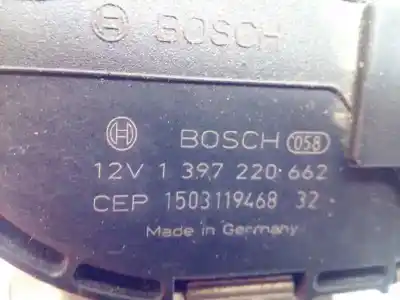 BOSCH
BOSCH 058
12V 1 397 220 662
CEP 1503119468 32
Made in Germany